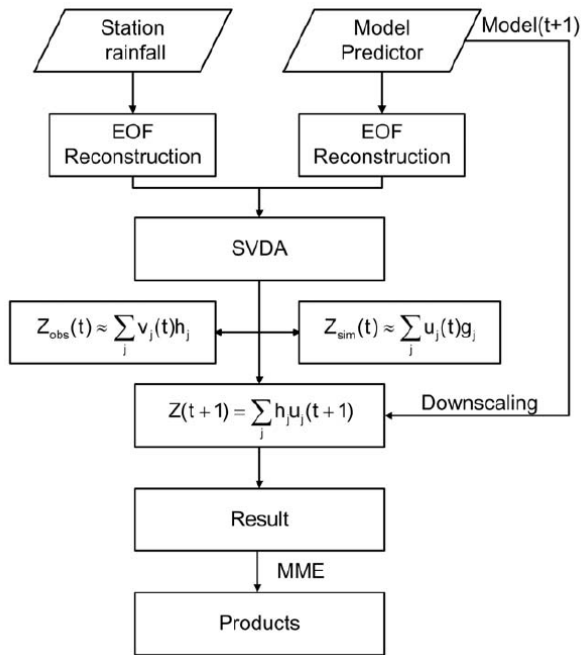 Station
rainfall
Model
Predictor
Model(t+1)
EOF
Reconstruction
EOF
Reconstruction
SVDA
Z_obs(t) ≈ ∑_j v_j(t)h_j
Z_sim(t) ≈ ∑_j u_j(t)g_j
Z(t+1) = ∑_j h_j u_j(t+1)
Downscaling
Result
MME
Products